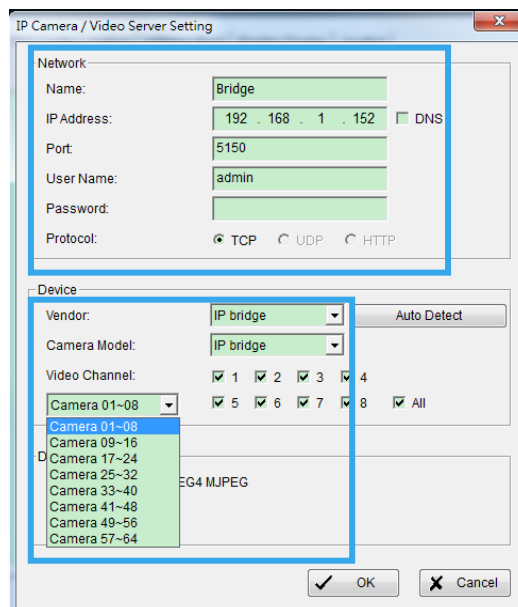 IP Camera / Video Server Setting
Network
Name: Bridge
IP Address: 192 . 168 . 1 . 152 DNS
Port: 5150
User Name: admin
Password:
Protocol: TCP UDP HTTP
Device
Vendor: IP bridge Auto Detect
Camera Model: IP bridge
Video Channel: 1 2 3 4
Camera 01~08 5 6 7 8 All
Camera 01~08
Camera 09~16
D
Camera 17~24
Camera 25~32
EG4 MJPEG
Camera 33~40
Camera 41~48
Camera 49~56
Camera 57~64
OK Cancel